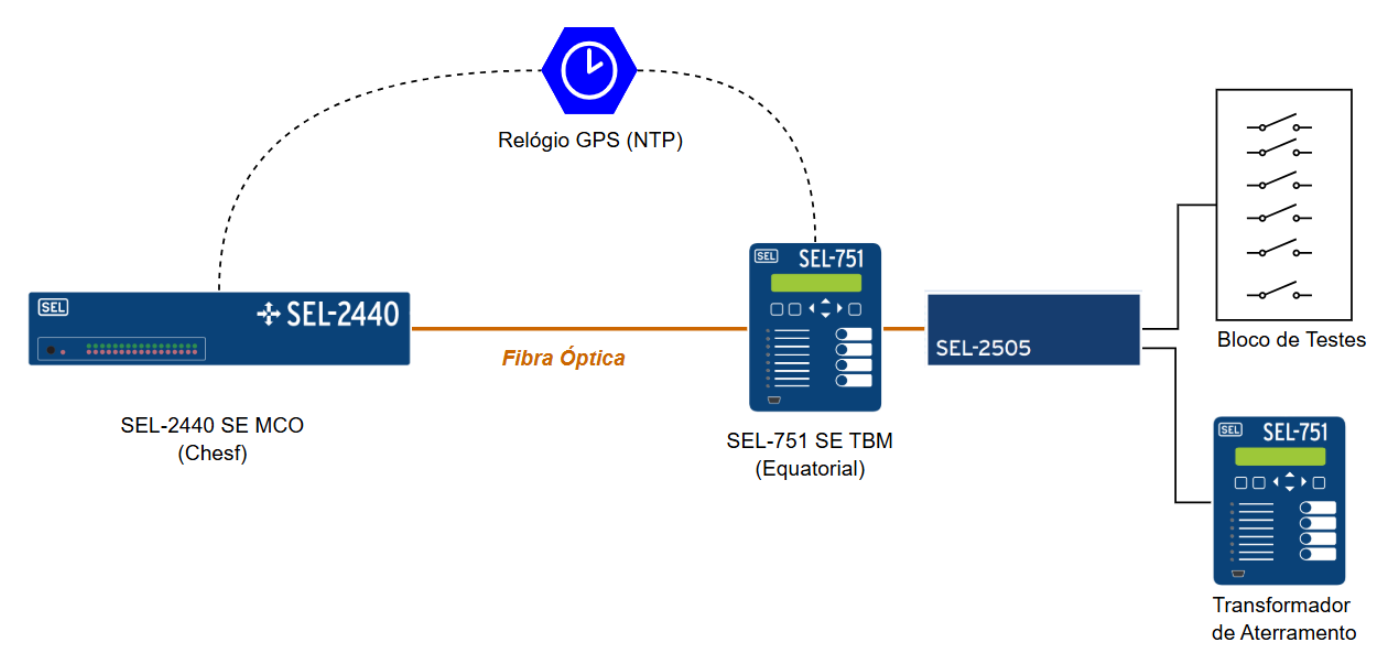 Relógio GPS (NTP)
SEL
SEL-2440
Fibra Óptica
SEL-2440 SE MCO
(Chesf)
SEL
SEL-751
SEL-751 SE TBM
(Equatorial)
SEL-2505
Bloco de Testes
SEL
SEL-751
Transformador
de Aterramento